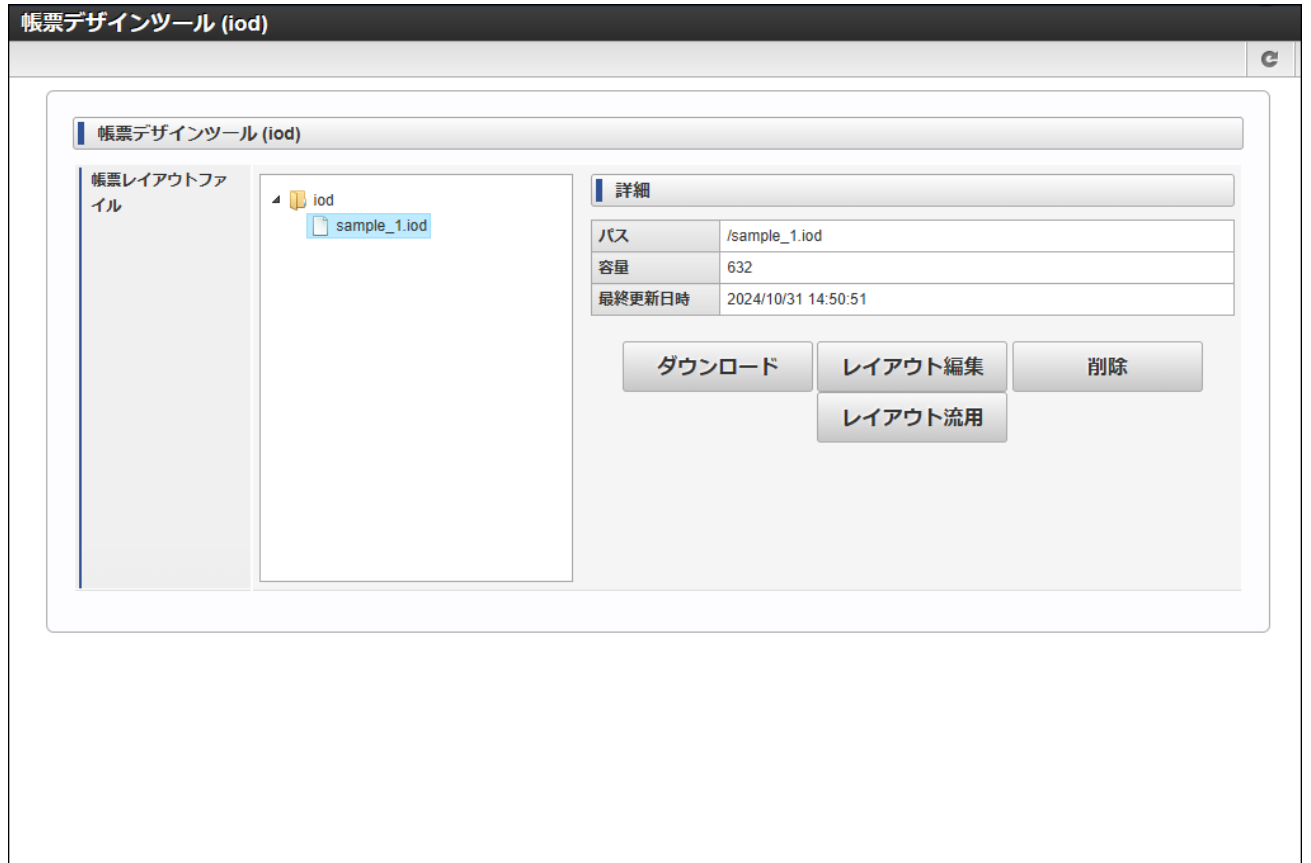 帳票デザインツール (iod)
帳票デザインツール (iod)
帳票レイアウトファ
イル
iod
sample_1.iod
詳細
パス /sample_1.iod
容量 632
最終更新日時 2024/10/31 14:50:51
ダウンロード レイアウト編集 削除
レイアウト流用